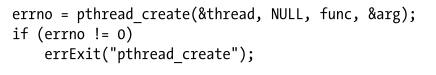 errno = pthread_create(&thread, NULL, func, &arg);
if (errno != 0)
    errExit("pthread_create");